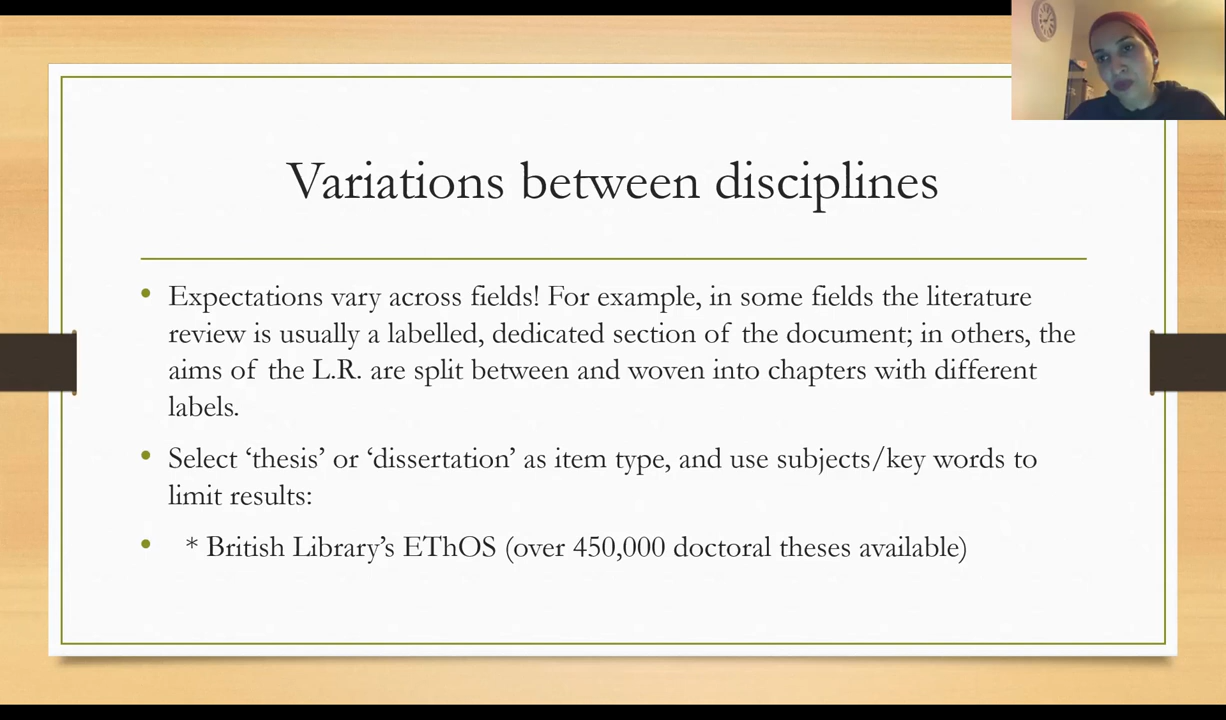 Variations between disciplines
• Expectations vary across fields! For example, in some fields the literature
review is usually a labelled, dedicated section of the document; in others, the
aims of the L.R. are split between and woven into chapters with different
labels.
• Select ‘thesis’ or ‘dissertation’ as item type, and use subjects/key words to
limit results:
• * British Library’s EThOS (over 450,000 doctoral theses available)